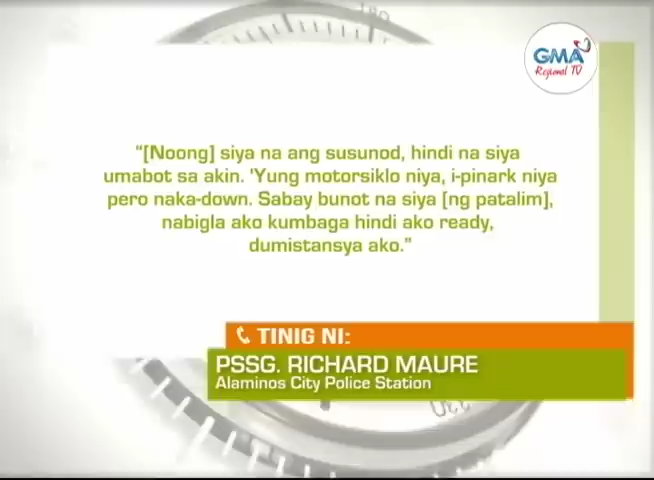 GMA
Regional TV
"[Noong] siya na ang susunod, hindi na siya
umabot sa akin. 'Yung motorsiklo niya, i-pinark niya
pero naka-down. Sabay bunot na siya [ng patalim],
nabigla ako kumbaga hindi ako ready,
dumistansya ako."
TINIG NI:
PSSG. RICHARD MAURE
Alaminos City Police Station
330